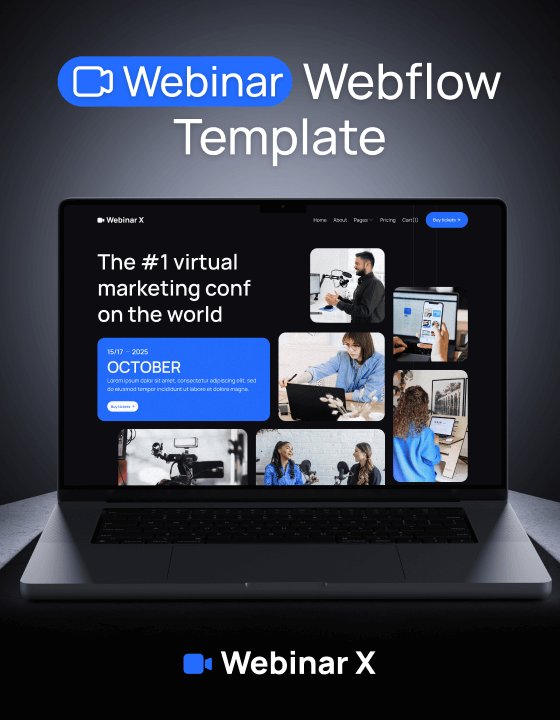 Webinar Webflow
Template
Webinar X
Home About Pages Pricing Cart(1) Buy tickets →
The #1 virtual
marketing conf
on the world
15/17 — 2025
OCTOBER
Lorem ipsum dolor sit amet, consectetur adipiscing elit, sed
do eiusmod tempor incididunt ut labore et dolore magna.
Buy tickets →
Webinar X